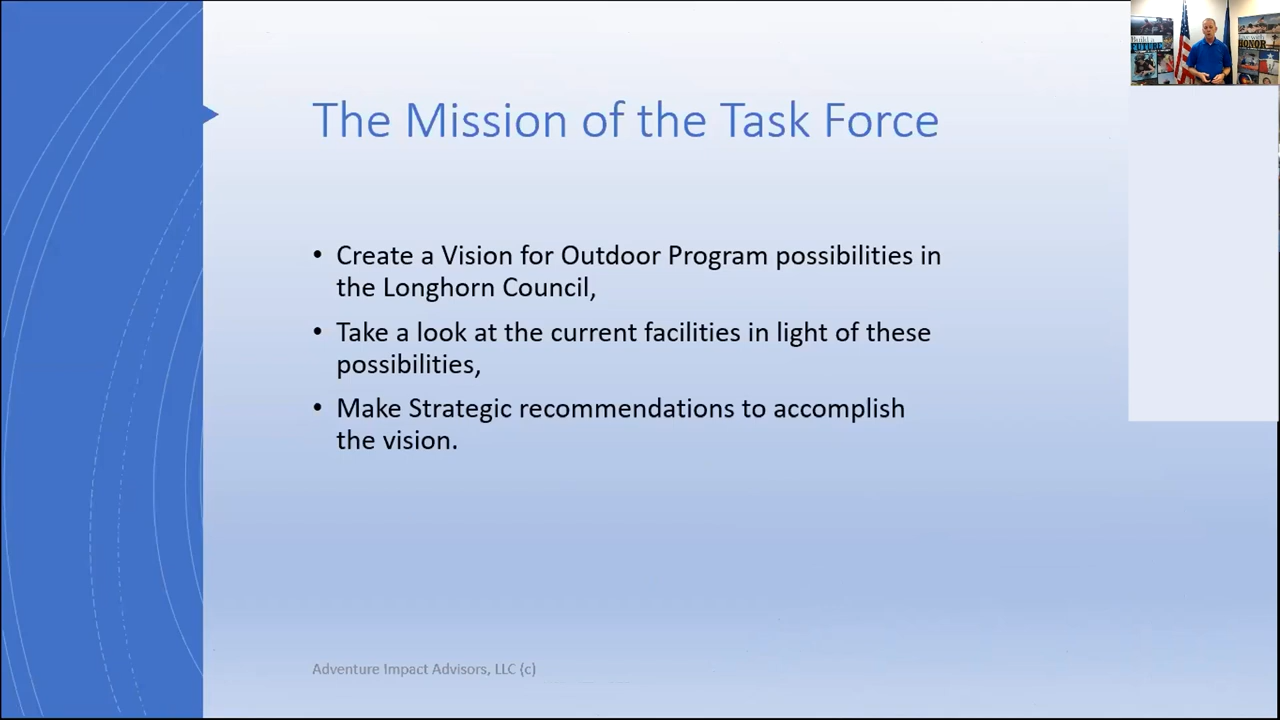 The Mission of the Task Force
• Create a Vision for Outdoor Program possibilities in
the Longhorn Council,
• Take a look at the current facilities in light of these
possibilities,
• Make Strategic recommendations to accomplish
the vision.
Adventure Impact Advisors, LLC (c)
Build a
FUTURE
HONOR